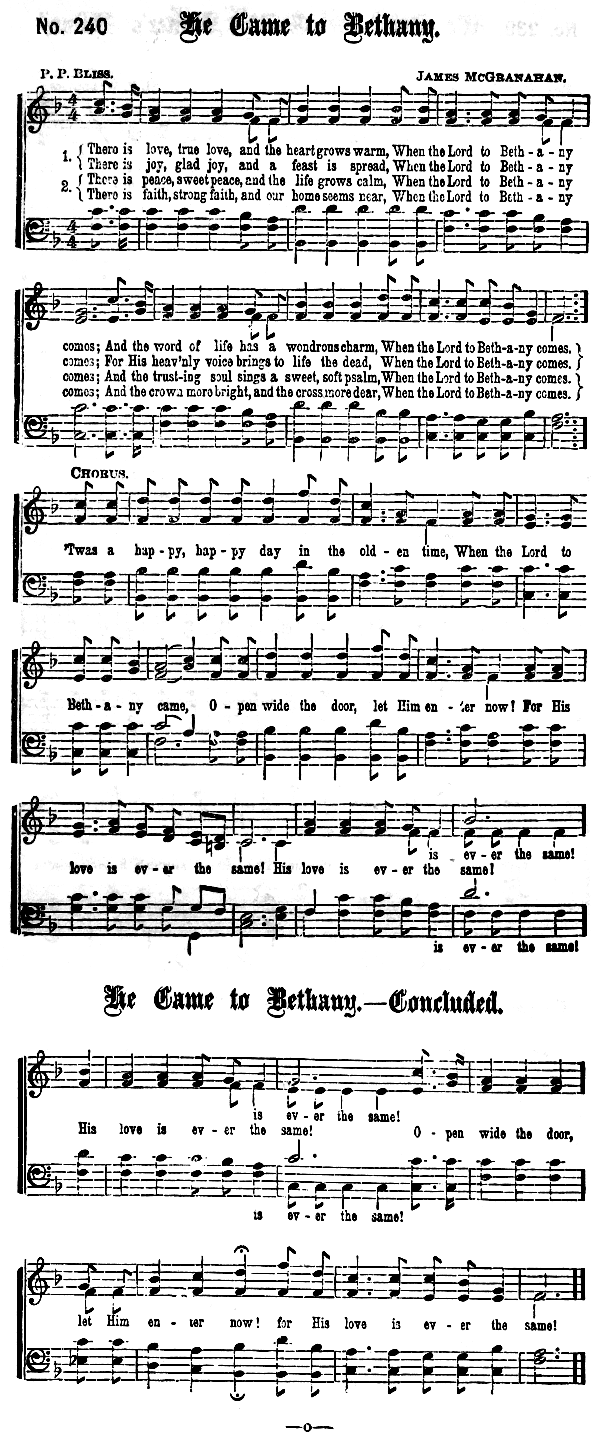 No. 240 He Came to Bethany.
P. P. BLISS. JAMES MCGRANAHAN.
1. { There is love, true love, and the heart grows warm, When the Lord to Beth - a - ny
{ There is joy, glad joy, and a feast is spread, When the Lord to Beth - a - ny
2. { There is peace, sweet peace, and the life grows calm, When the Lord to Beth - a - ny
{ There is faith, strong faith, and our home seems near, When the Lord to Beth - a - ny
comes; And the word of life has a wondrous charm, When the Lord to Beth-a-ny comes. }
comes; For His heav'nly voice brings to life the dead, When the Lord to Beth-a-ny comes. }
comes; And the trust-ing soul sings a sweet, soft psalm, When the Lord to Beth-a-ny comes. }
comes; And the crown more bright, and the cross more dear, When the Lord to Beth-a-ny comes. }
CHORUS.
'Twas a hap - py, hap - py day in the old - en time, When the Lord to
Beth - a - ny came, O - pen wide the door, let Him en - ter now! For His
is ev - er the same!
love is ev - er the same! His love is ev - er the same!
is ev - er the same!
He Came to Bethany.—Concluded.
is ev - er the same!
His love is ev - er the same! O - pen wide the door,
is ev - er the same!
let Him en - ter now! for His love is ev - er the same!